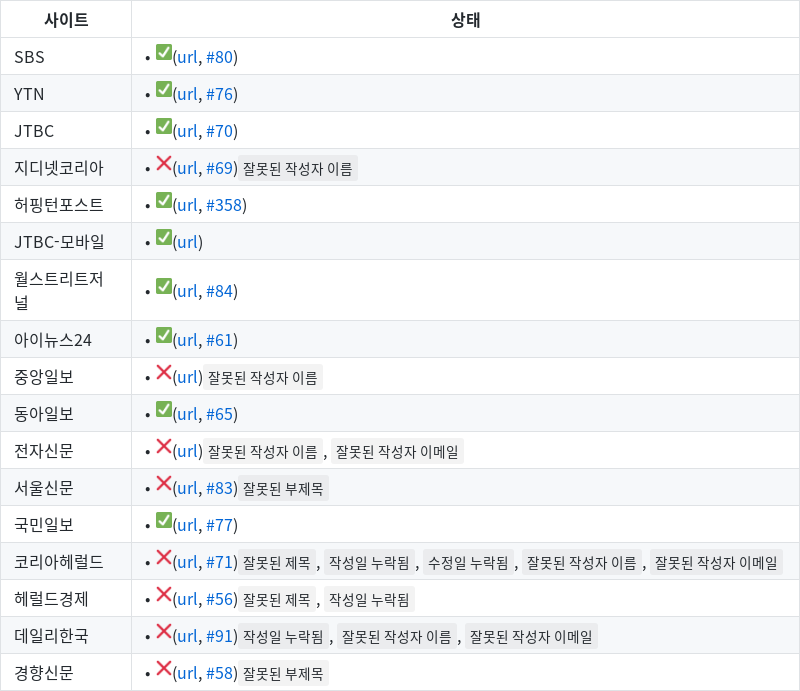 사이트 상태
SBS • ✅(url, #80)
YTN • ✅(url, #76)
JTBC • ✅(url, #70)
지디넷코리아 • ❌(url, #69) 잘못된 작성자 이름
허핑턴포스트 • ✅(url, #358)
JTBC-모바일 • ✅(url)
월스트리트저
널 • ✅(url, #84)
아이뉴스24 • ✅(url, #61)
중앙일보 • ❌(url) 잘못된 작성자 이름
동아일보 • ✅(url, #65)
전자신문 • ❌(url) 잘못된 작성자 이름 , 잘못된 작성자 이메일
서울신문 • ❌(url, #83) 잘못된 부제목
국민일보 • ✅(url, #77)
코리아헤럴드 • ❌(url, #71) 잘못된 제목 , 작성일 누락됨 , 수정일 누락됨 , 잘못된 작성자 이름 , 잘못된 작성자 이메일
헤럴드경제 • ❌(url, #56) 잘못된 제목 , 작성일 누락됨
데일리한국 • ❌(url, #91) 작성일 누락됨 , 잘못된 작성자 이름 , 잘못된 작성자 이메일
경향신문 • ❌(url, #58) 잘못된 부제목